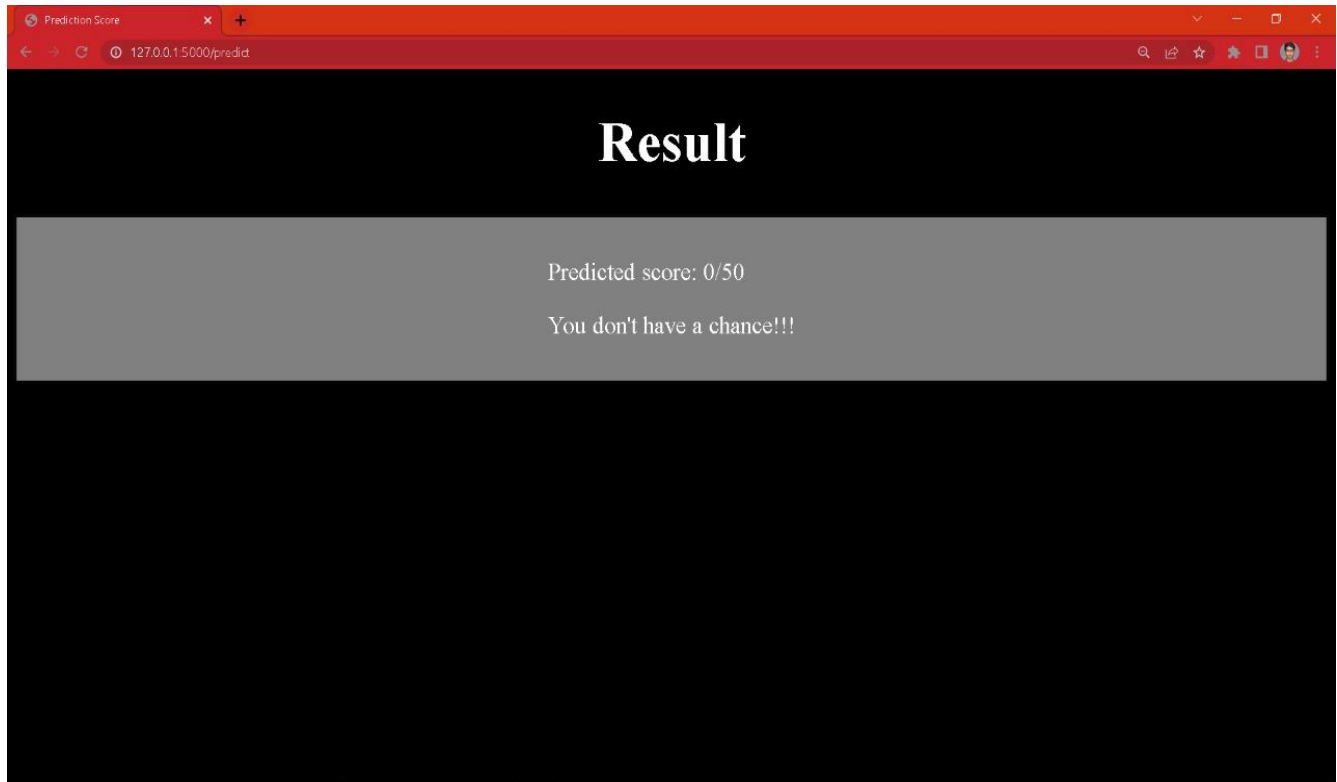 Prediction Score
127.0.0.1:5000/predict
Result
Predicted score: 0/50
You don't have a chance!!!